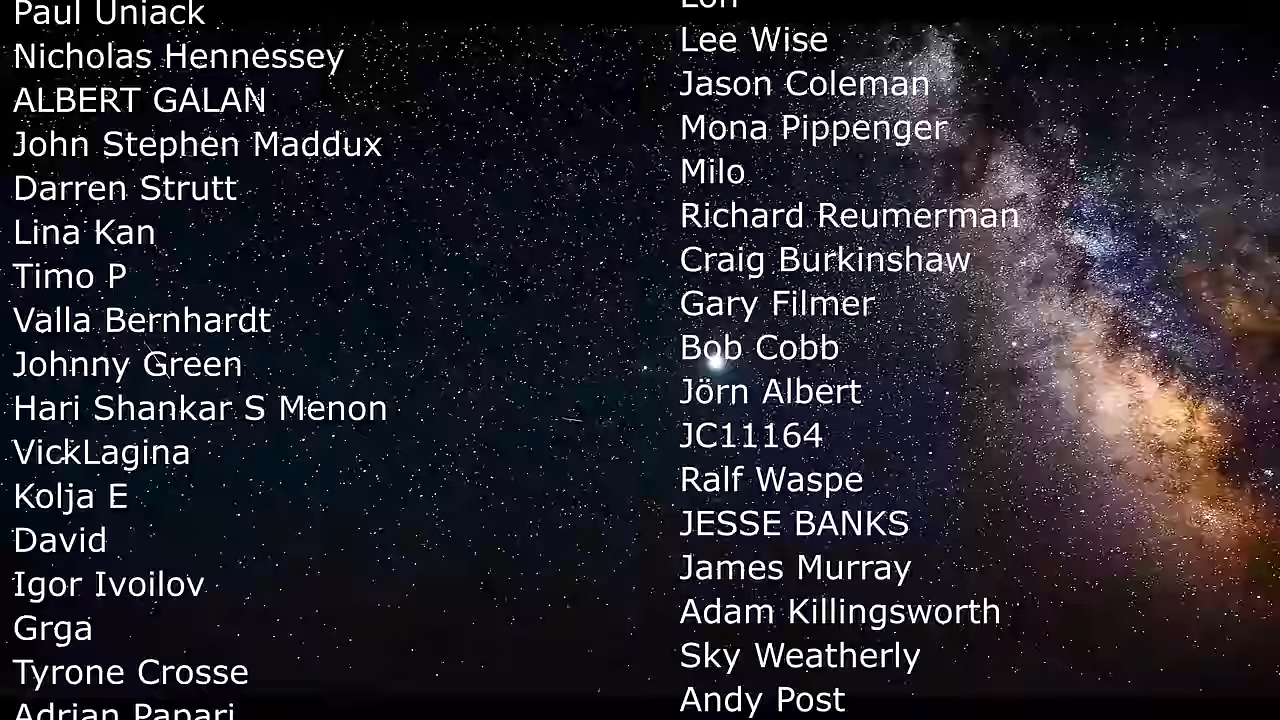 Paul Uniack
Nicholas Hennessey
ALBERT GALAN
John Stephen Maddux
Darren Strutt
Lina Kan
Timo P
Valla Bernhardt
Johnny Green
Hari Shankar S Menon
VickLagina
Kolja E
David
Igor Ivoilov
Grga
Tyrone Crosse
Adrian Papari
Lee Wise
Jason Coleman
Mona Pippenger
Milo
Richard Reumerman
Craig Burkinshaw
Gary Filmer
Bob Cobb
Jörn Albert
JC11164
Ralf Waspe
JESSE BANKS
James Murray
Adam Killingsworth
Sky Weatherly
Andy Post